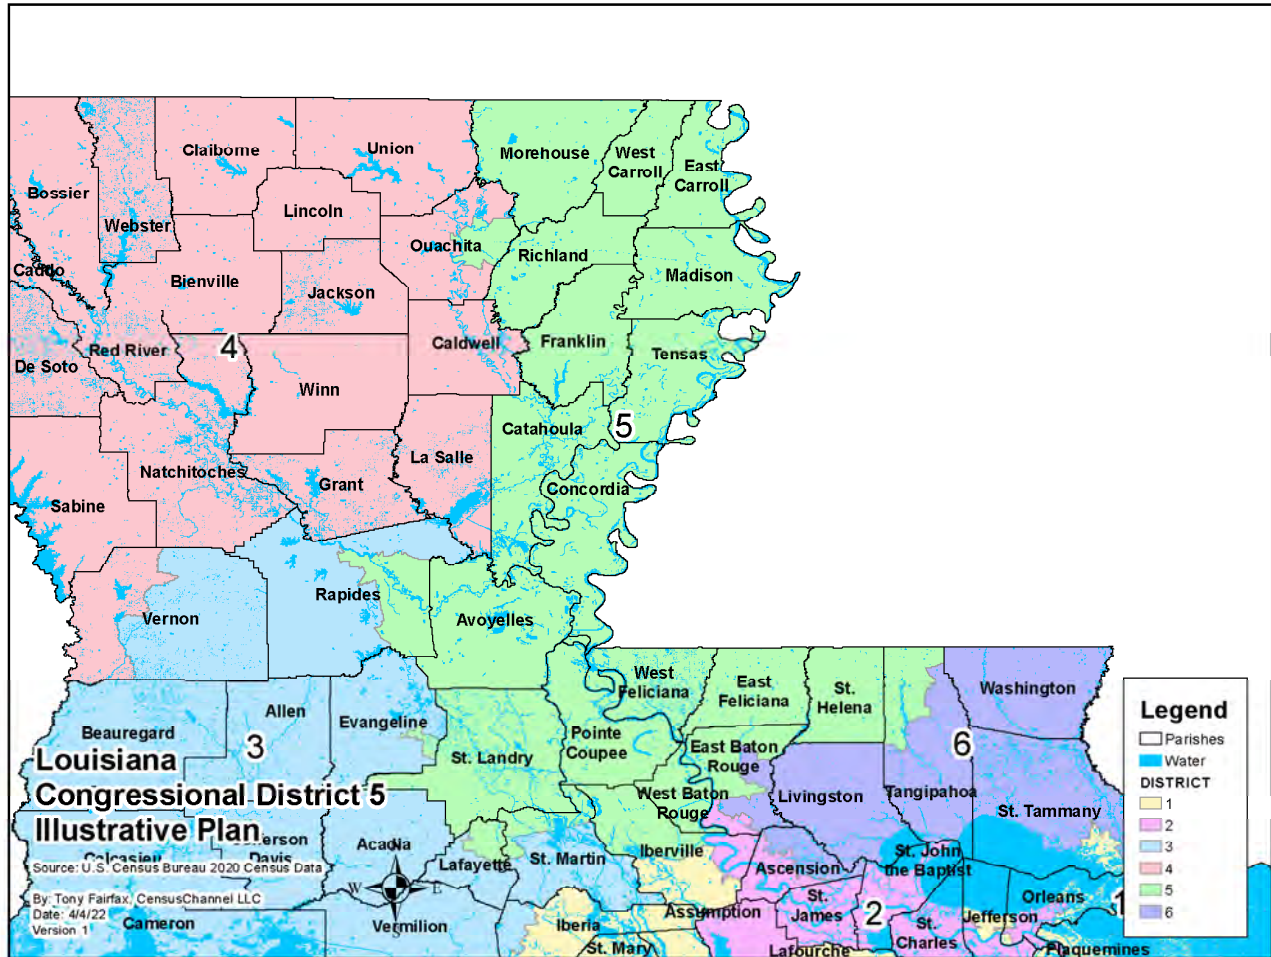 Morehouse
West
Carroll
East
Carroll
Claiborne
Union
Bossier
Webster
Lincoln
Ouachita
Richland
Madison
Caddo
Bienville
Jackson
Caldwell
Franklin
Tensas
Red River
4
De Soto
Winn
Catahoula
5
La Salle
Natchitoches
Grant
Concordia
Sabine
Rapides
Vernon
Avoyelles
West
Feliciana
East
Feliciana
St.
Helena
Washington
Allen
Evangeline
Beauregard
3
Pointe
Coupee
St. Landry
East Baton
Rouge
6
West Baton
Rouge
Livingston
Tangipahoa
St. Tammany
Louisiana
Congressional District 5
Illustrative Plan
Calcasieu
Jefferson
Davis
Acadia
Lafayette
St. Martin
Iberville
Ascension
St. John
the Baptist
Source: U.S. Census Bureau 2020 Census Data
By: Tony Fairfax, CensusChannel LLC
Date: 4/4/22
Version 1
Cameron
N
W
E
S
Vermilion
Iberia
St. Mary
Assumption
St.
James
2
Lafourche
St.
Charles
Jefferson
Orleans
1
Plaquemines
Legend
Parishes
Water
DISTRICT
1
2
3
4
5
6